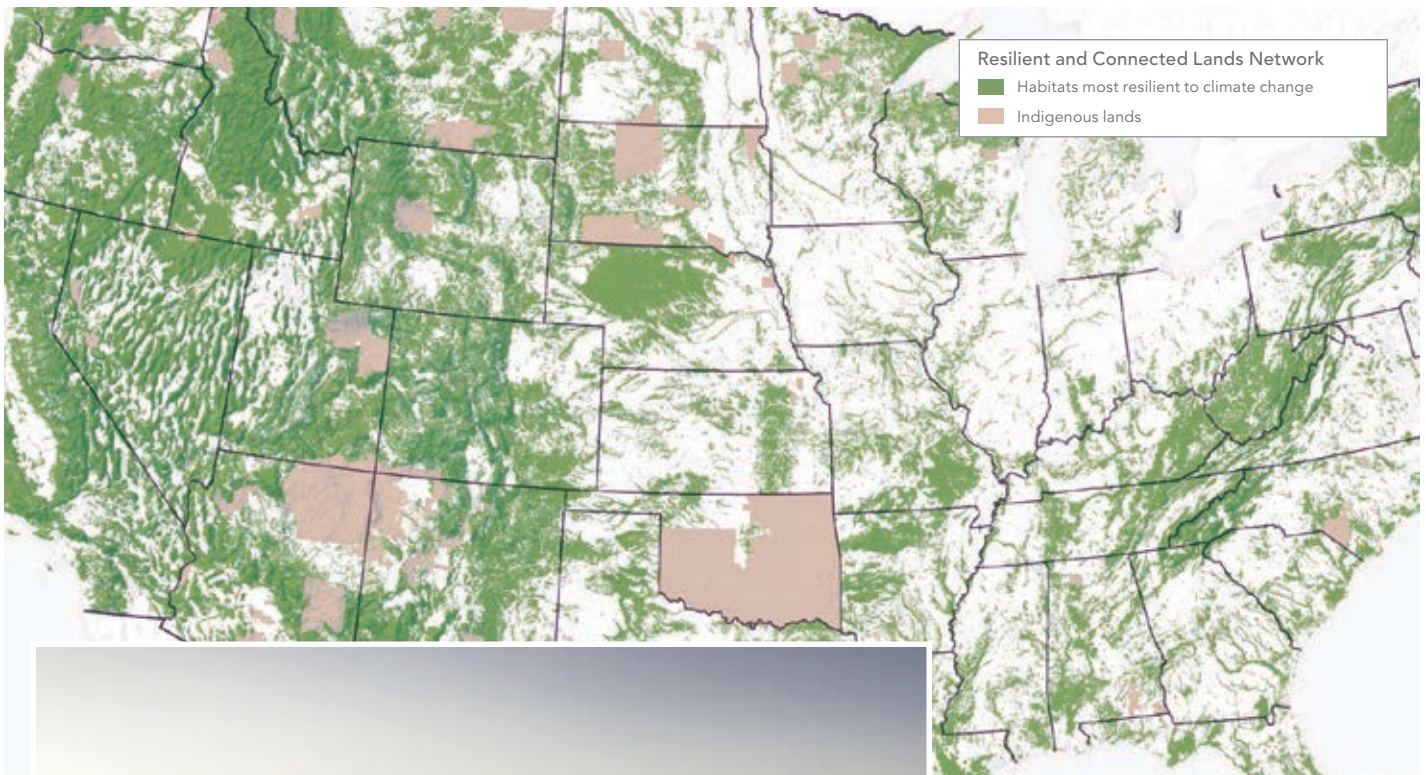 Resilient and Connected Lands Network
Habitats most resilient to climate change
Indigenous lands